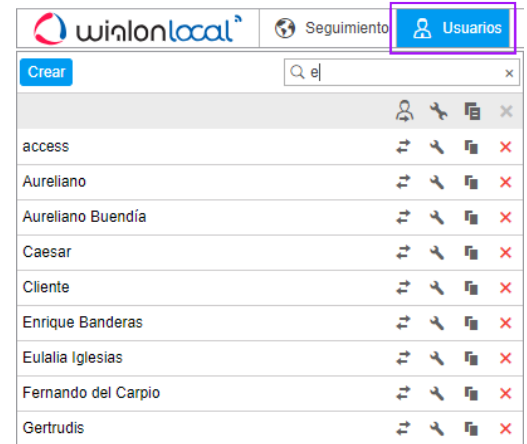 wialonlocal Seguimiento Usuarios
Crear e
access
Aureliano
Aureliano Buendía
Caesar
Cliente
Enrique Banderas
Eulalia Iglesias
Fernando del Carpio
Gertrudis